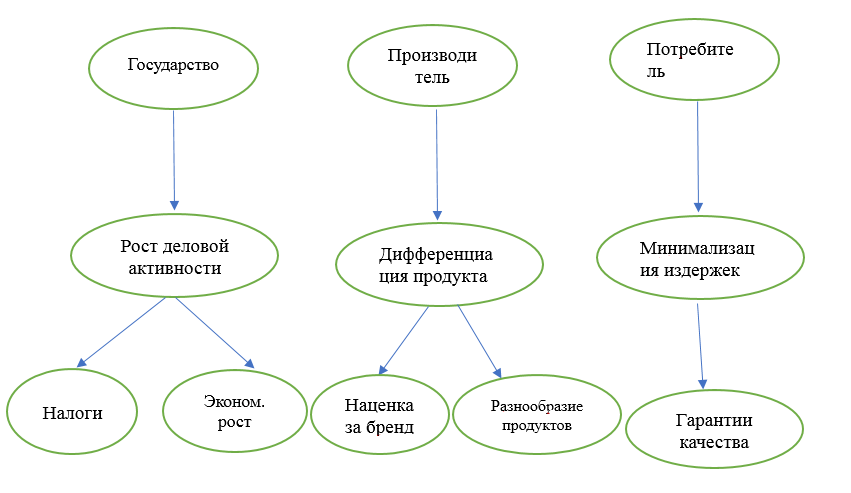 Государство
Производи
тель
Потребите
ль
Рост деловой
активности
Дифференциа
ация продукта
Минимализац
ия издержек
Налоги
Эконом.
рост
Наценка
за бренд
Разнообразие
продуктов
Гарантии
качества